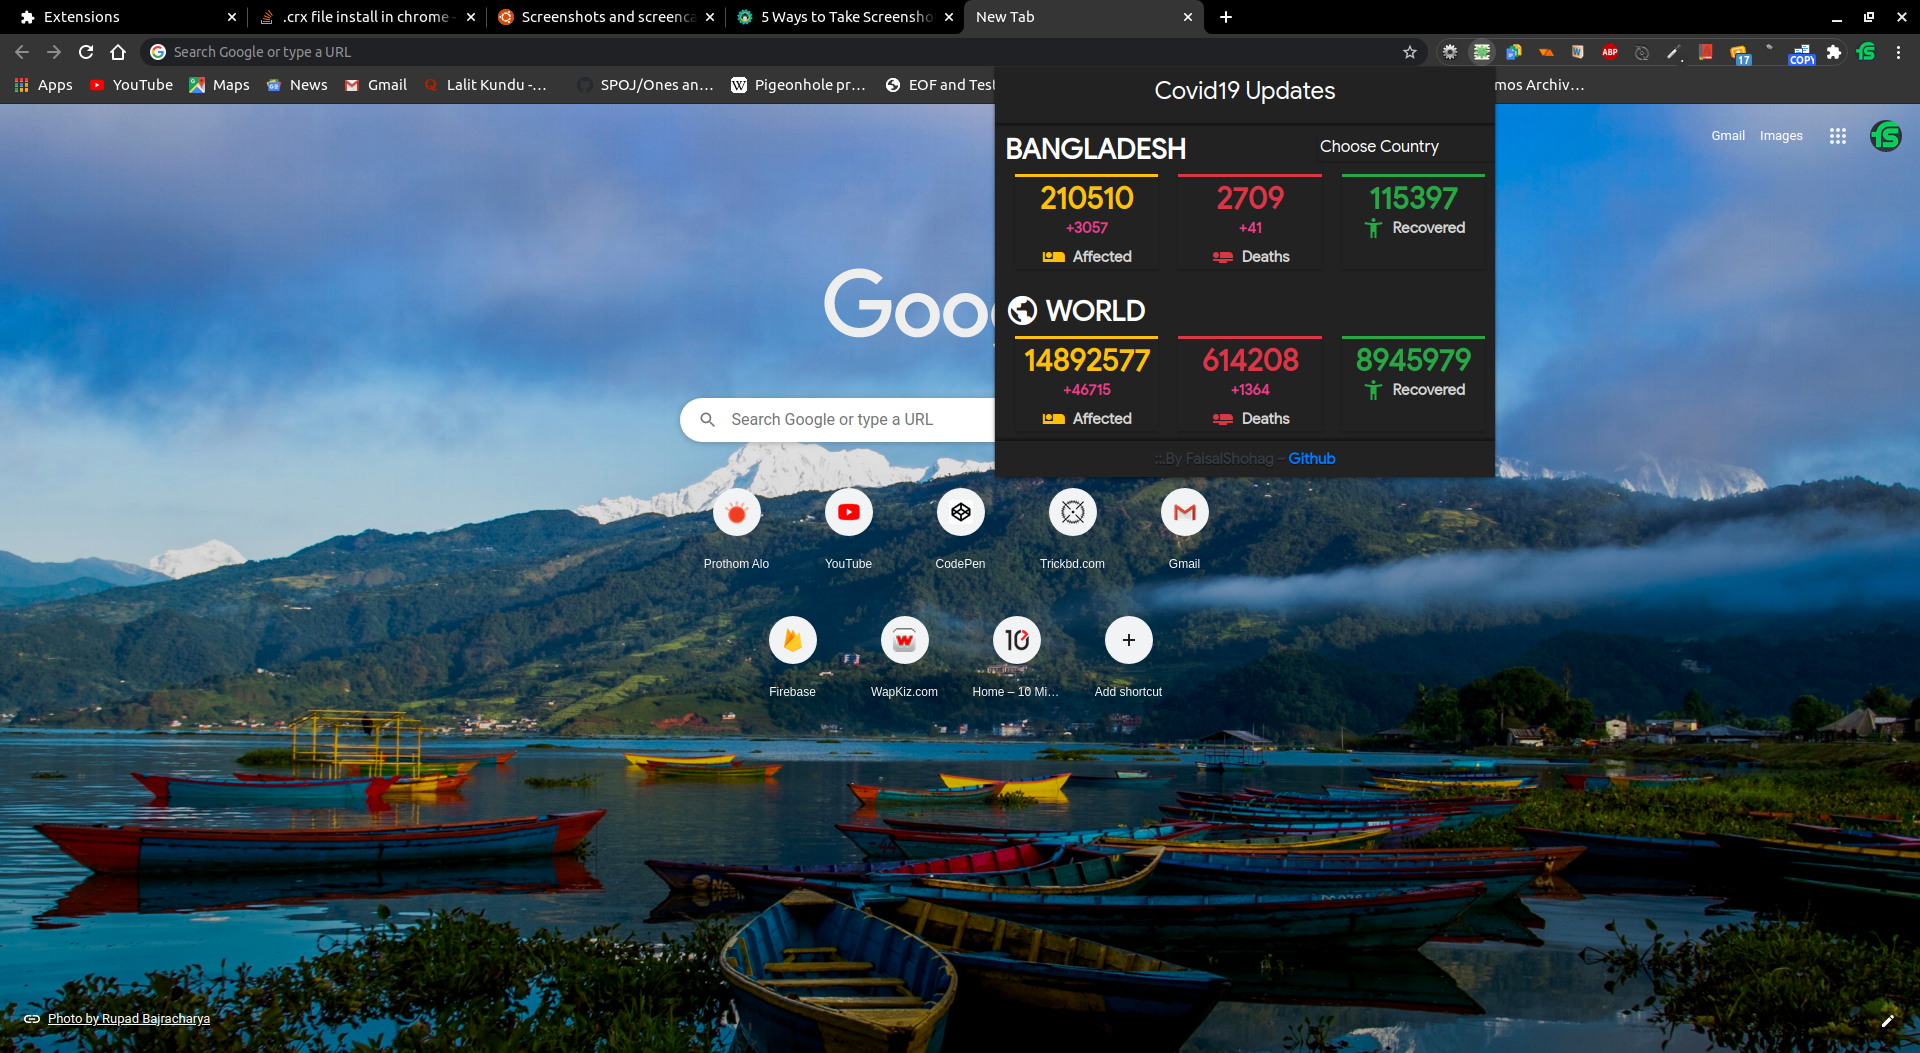 Extensions
.crx file install in chrome -
Screenshots and screenca
5 Ways to Take Screensho
New Tab
Search Google or type a URL
ABP
17
COPY
Apps
YouTube
Maps
News
Gmail
Lalit Kundu -...
SPOJ/Ones an...
Pigeonhole pr...
EOF and Test
mos Archiv...
Covid19 Updates
BANGLADESH
Choose Country
210510
2709
115397
+3057
+41
Recovered
Affected
Deaths
WORLD
14892577
614208
8945979
+46715
+1364
Recovered
Affected
Deaths
::.By FaisalShohag - Github
Gmail
Images
Goo
Search Google or type a URL
Prothom Alo
YouTube
CodePen
Trickbd.com
Gmail
Firebase
WapKiz.com
Home – 10 Mi...
Add shortcut
Photo by Rupad Bajracharya